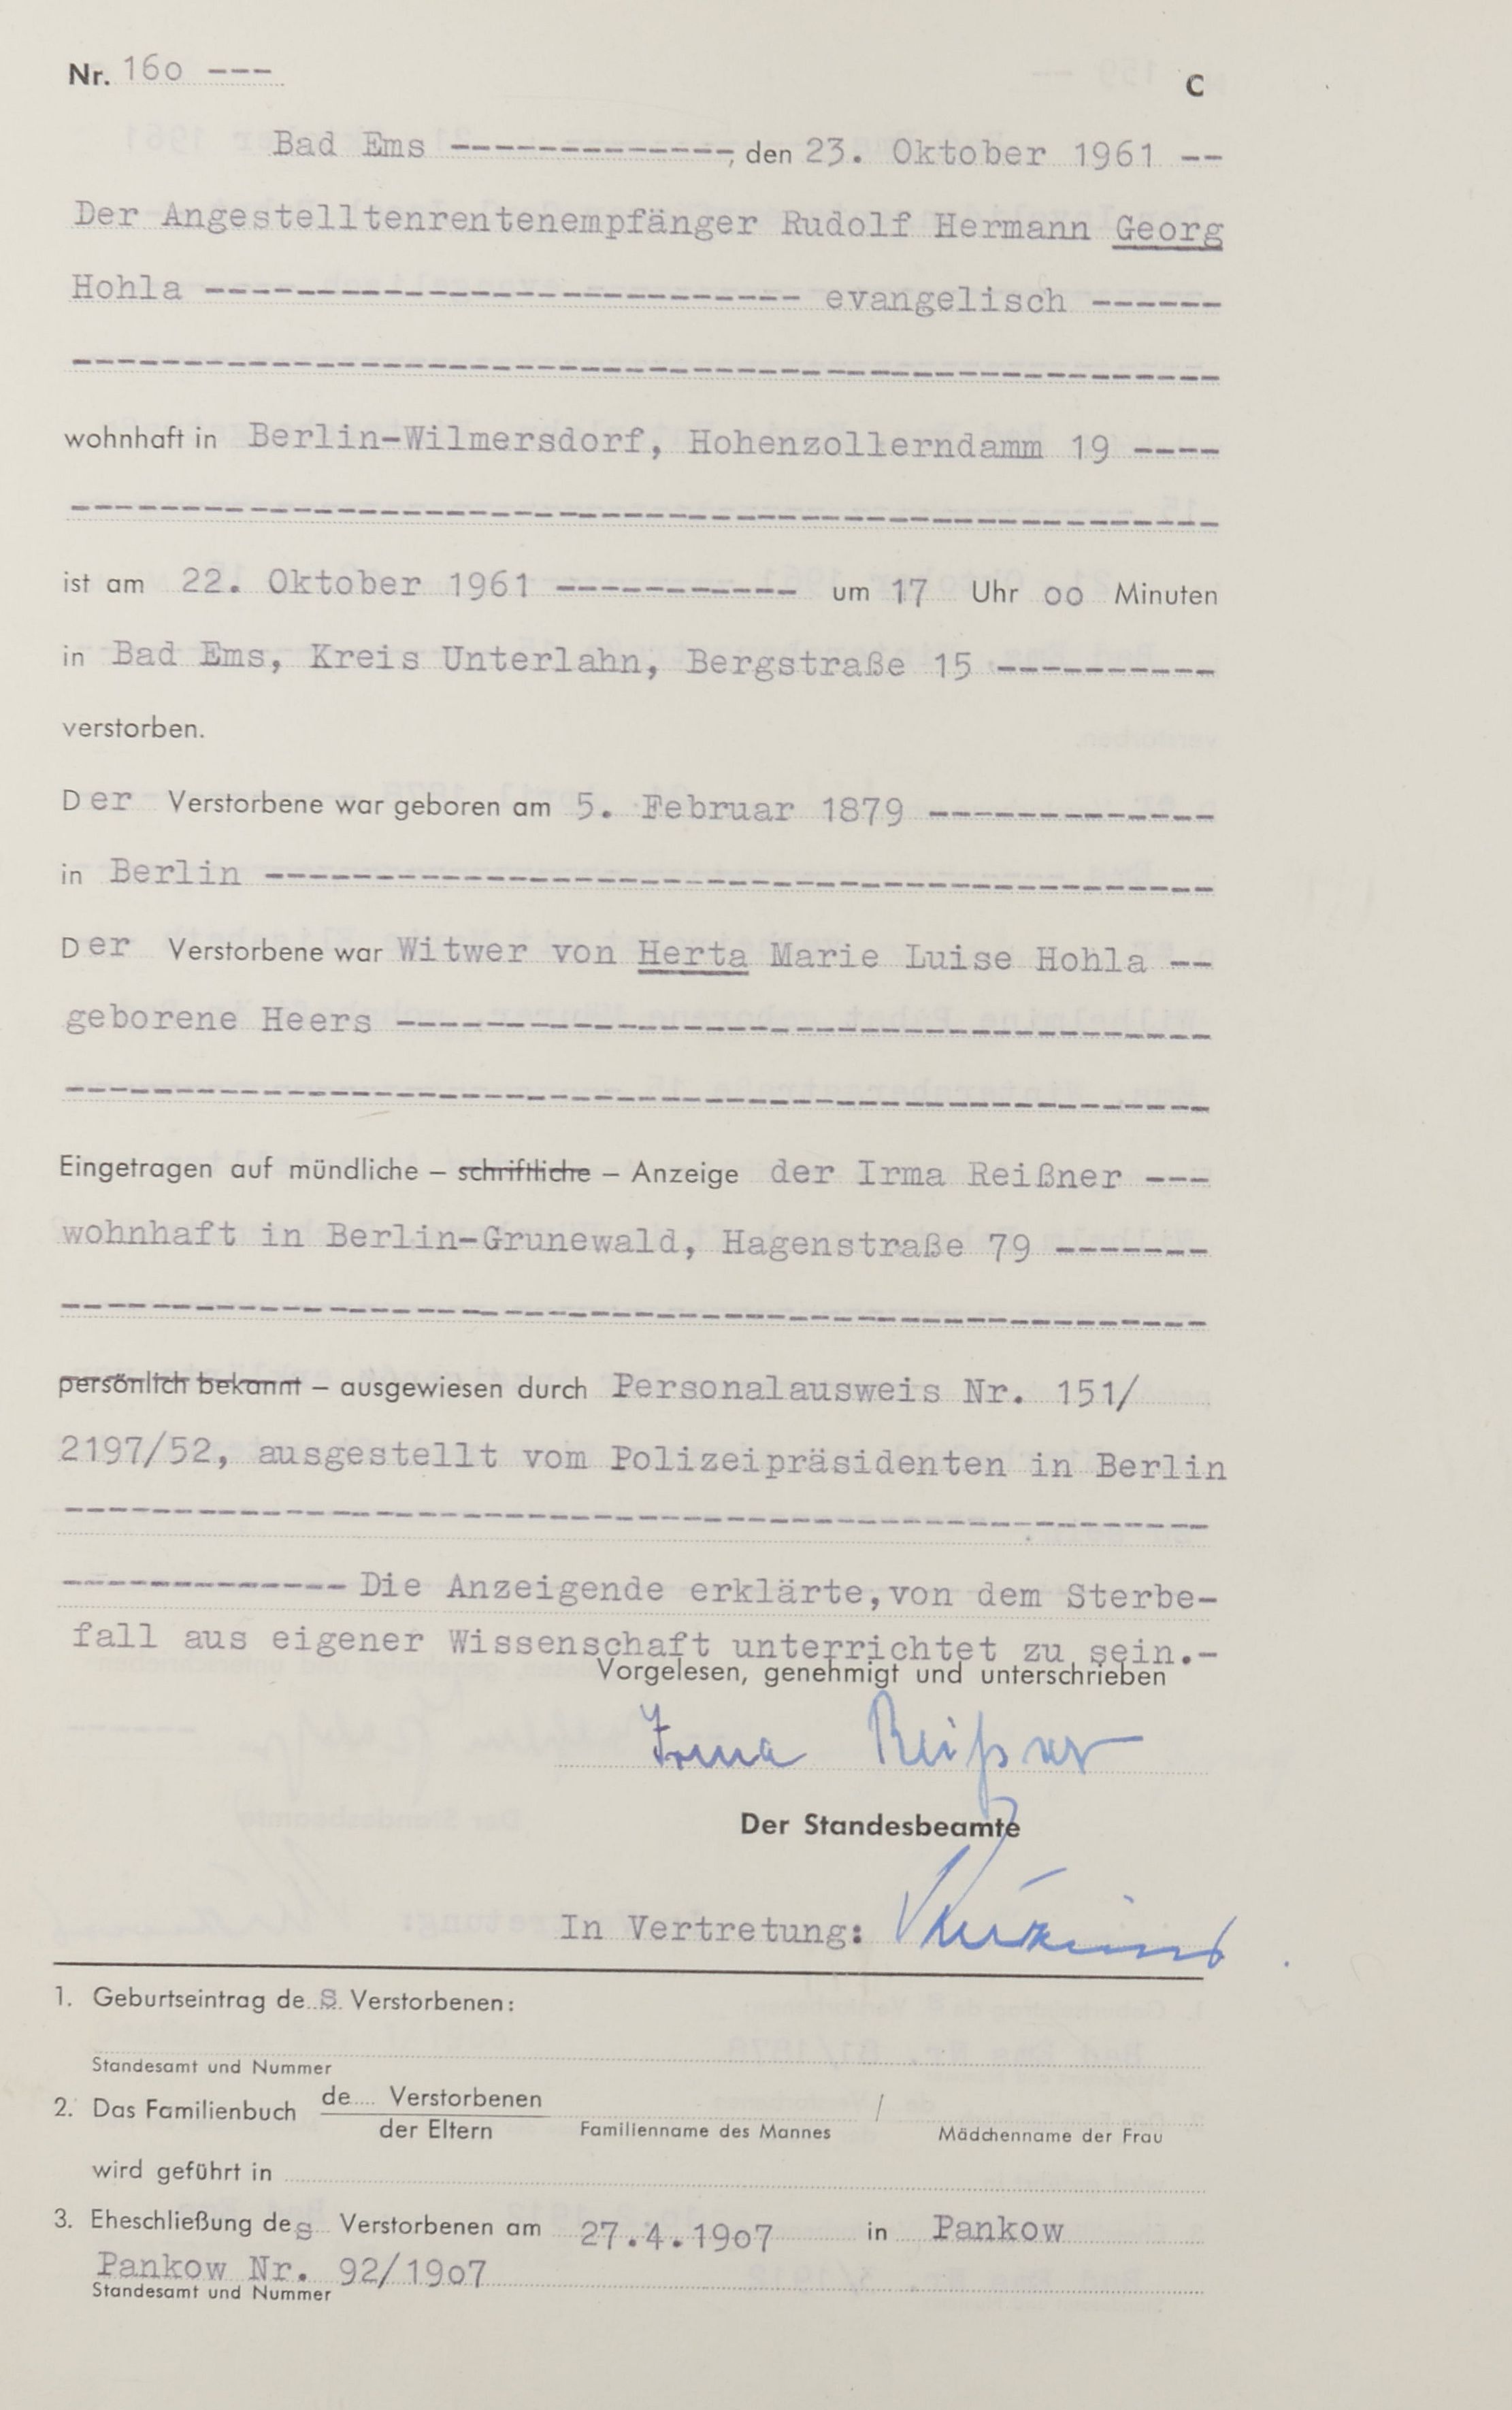 Nr. 16o ---
C
Bad Ems -------------, den 23. Oktober 1961 --
Der Angestelltenrentenempfänger Rudolf Hermann Georg
Hohla --------------------------- evangelisch ------
----------------------------------------------------
wohnhaft in Berlin-Wilmersdorf, Hohenzollerndamm 19 ----
----------------------------------------------------
ist am 22. Oktober 1961 ----------- um 17 Uhr oo Minuten
in Bad Ems, Kreis Unterlahn, Bergstraße 15 ----------
verstorben.
Der Verstorbene war geboren am 5. Februar 1879 -------------
in Berlin -------------------------------------------
Der Verstorbene war Witwer von Herta Marie Luise Hohla --
geborene Heers -------------------------------------
----------------------------------------------------
Eingetragen auf mündliche – schriftliche – Anzeige der Irma Reißner ---
wohnhaft in Berlin-Grunewald, Hagenstraße 79 -------
----------------------------------------------------
persönlich bekannt – ausgewiesen durch Personalausweis Nr. 151/
2197/52, ausgestellt vom Polizeipräsidenten in Berlin
----------------------------------------------------
------------- Die Anzeigende erklärte, von dem Sterbe-
fall aus eigener Wissenschaft unterrichtet zu sein.-
Vorgelesen, genehmigt und unterschrieben
Irma Reißner
Der Standesbeamte
In Vertretung:
1. Geburtseintrag des Verstorbenen:
Standesamt und Nummer
2. Das Familienbuch de.... Verstorbenen /
der Eltern Familienname des Mannes Mädchenname der Frau
wird geführt in
3. Eheschließung des Verstorbenen am 27.4.19o7 in Pankow
Pankow Nr. 92/19o7
Standesamt und Nummer